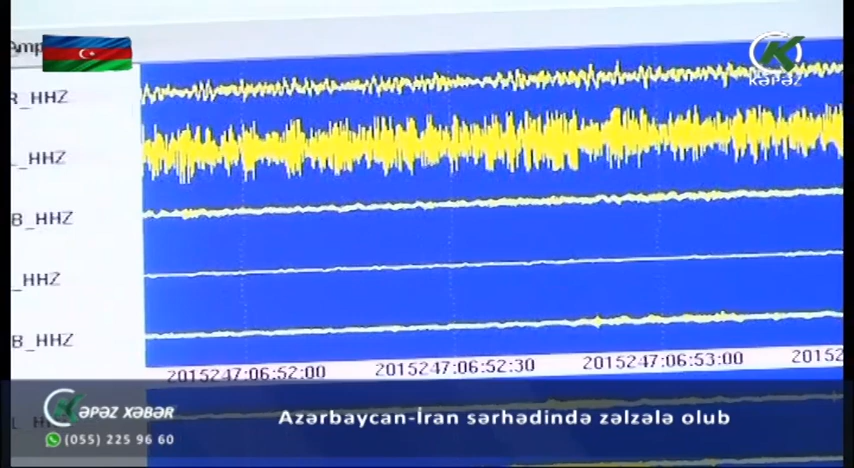 Amp
R_HHZ
L_HHZ
B_HHZ
_HHZ
B_HHZ
2015247:06:52:00
2015247:06:52:30
2015247:06:53:00
20152
KƏPƏZ
KƏPƏZ XƏBƏR
(055) 225 96 60
Azərbaycan-İran sərhədində zəlzələ olub